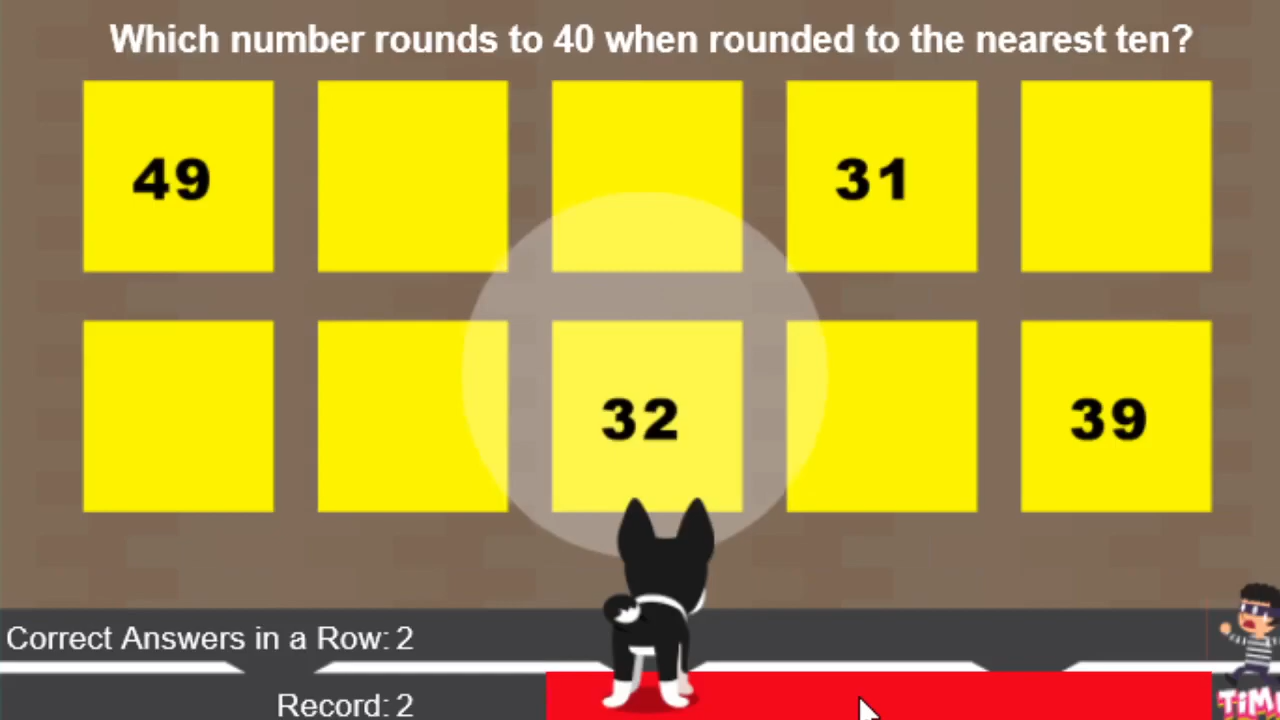 Which number rounds to 40 when rounded to the nearest ten?
49 31
32 39
Correct Answers in a Row: 2
Record: 2